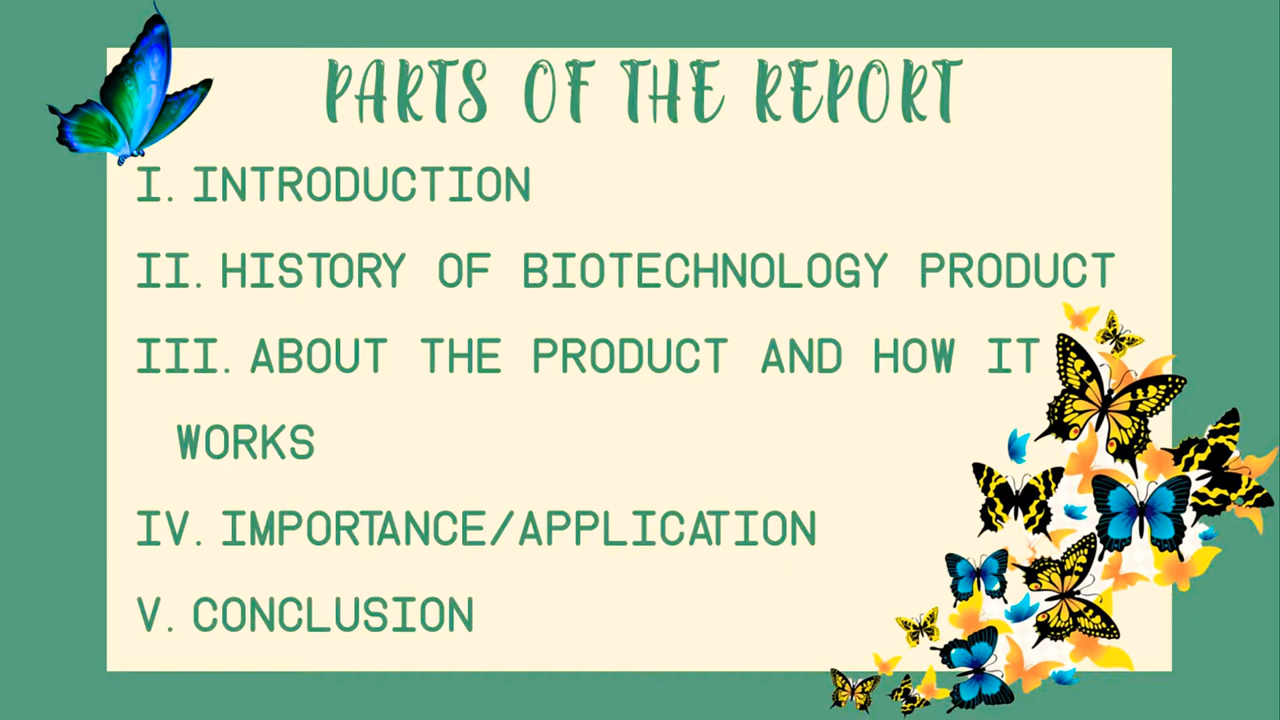 PARTS OF THE REPORT
I. INTRODUCTION
II. HISTORY OF BIOTECHNOLOGY PRODUCT
III. ABOUT THE PRODUCT AND HOW IT
WORKS
IV. IMPORTANCE/APPLICATION
V. CONCLUSION